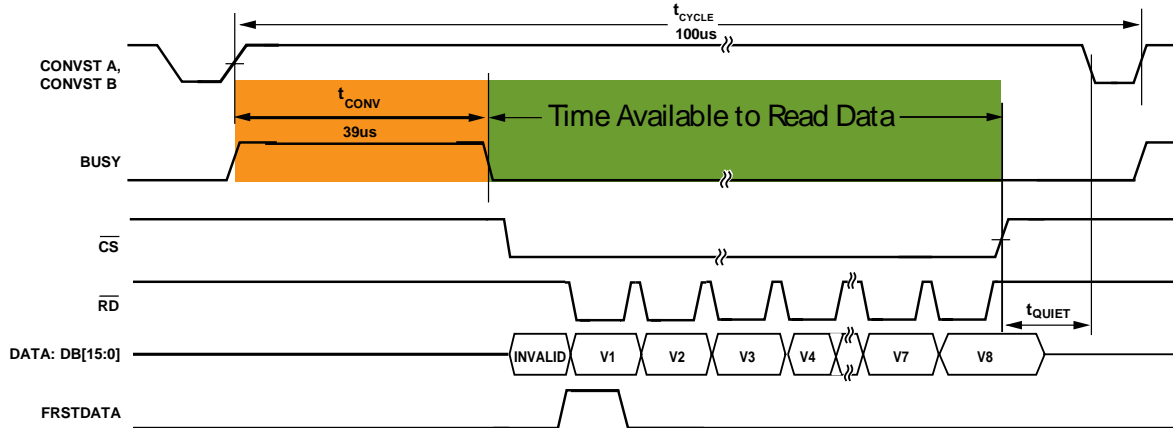 tCYCLE
100us
CONVST A,
CONVST B
tCONV
Time Available to Read Data
39us
BUSY
CS
RD
tQUIET
DATA: DB[15:0]
INVALID V1 V2 V3 V4 V7 V8
FRSTDATA